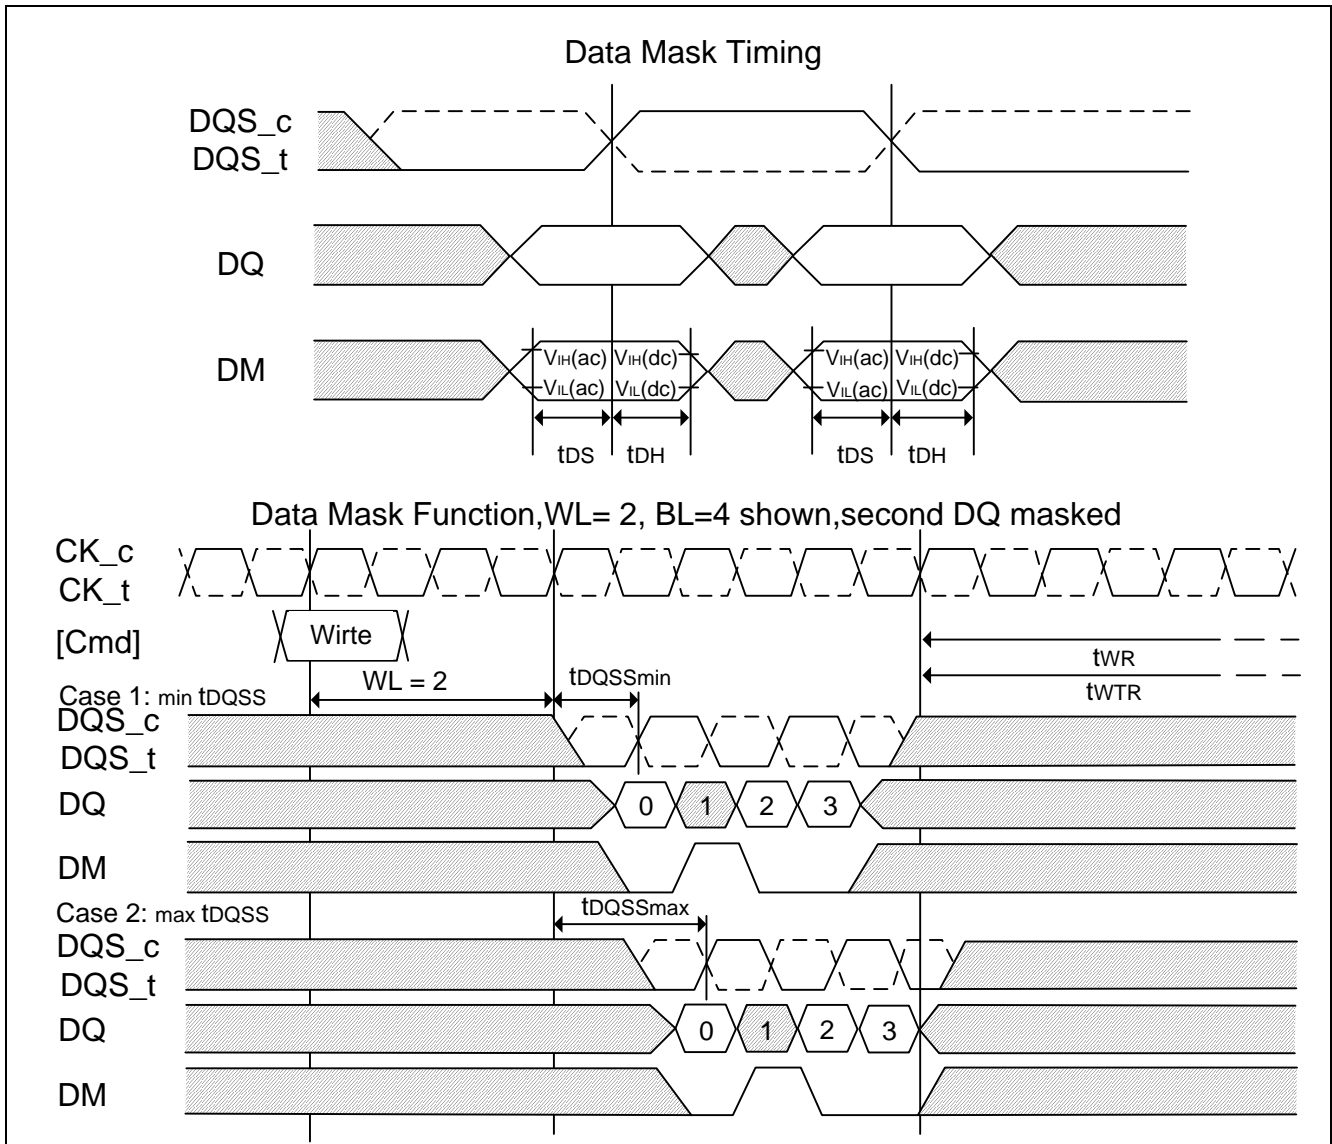 Data Mask Timing
DQS_c
DQS_t
DQ
DM
VIH(ac) VIH(dc) VIH(ac) VIH(dc)
VIL(ac) VIL(dc) VIL(ac) VIL(dc)
tDS tDH tDS tDH
Data Mask Function,WL= 2, BL=4 shown,second DQ masked
CK_c
CK_t
[Cmd] Wirte
tWR
WL = 2 tDQSSmin
tWTR
Case 1: min tDQSS
DQS_c
DQS_t
DQ 0 1 2 3
DM
Case 2: max tDQSS tDQSSmax
DQS_c
DQS_t
DQ 0 1 2 3
DM